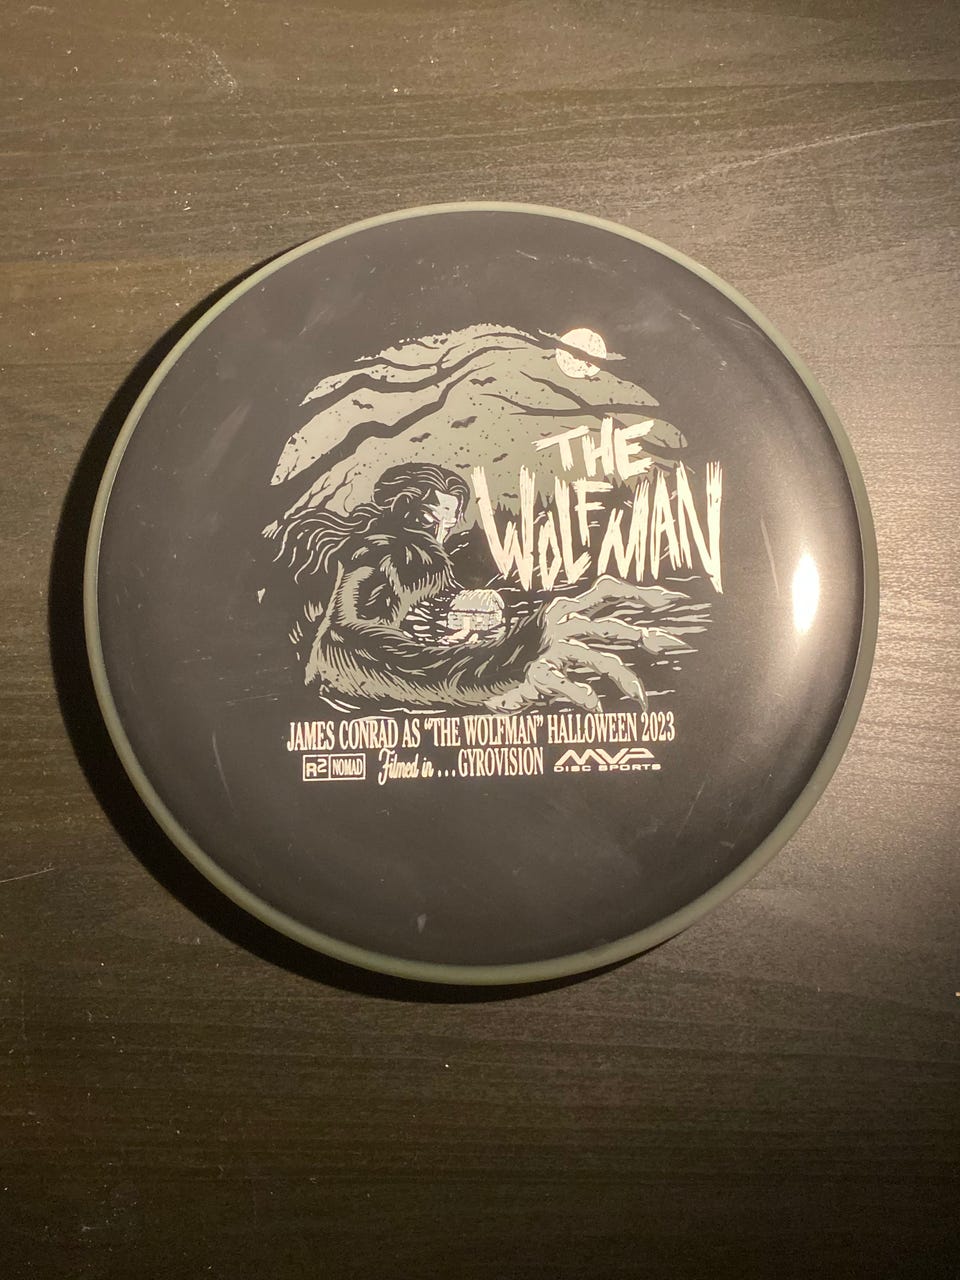 THE
WOLFMAN
JAMES CONRAD AS "THE WOLFMAN" HALLOWEEN 2023
R2 NOMAD Filmed in...GYROVISION MVP DISC SPORTS